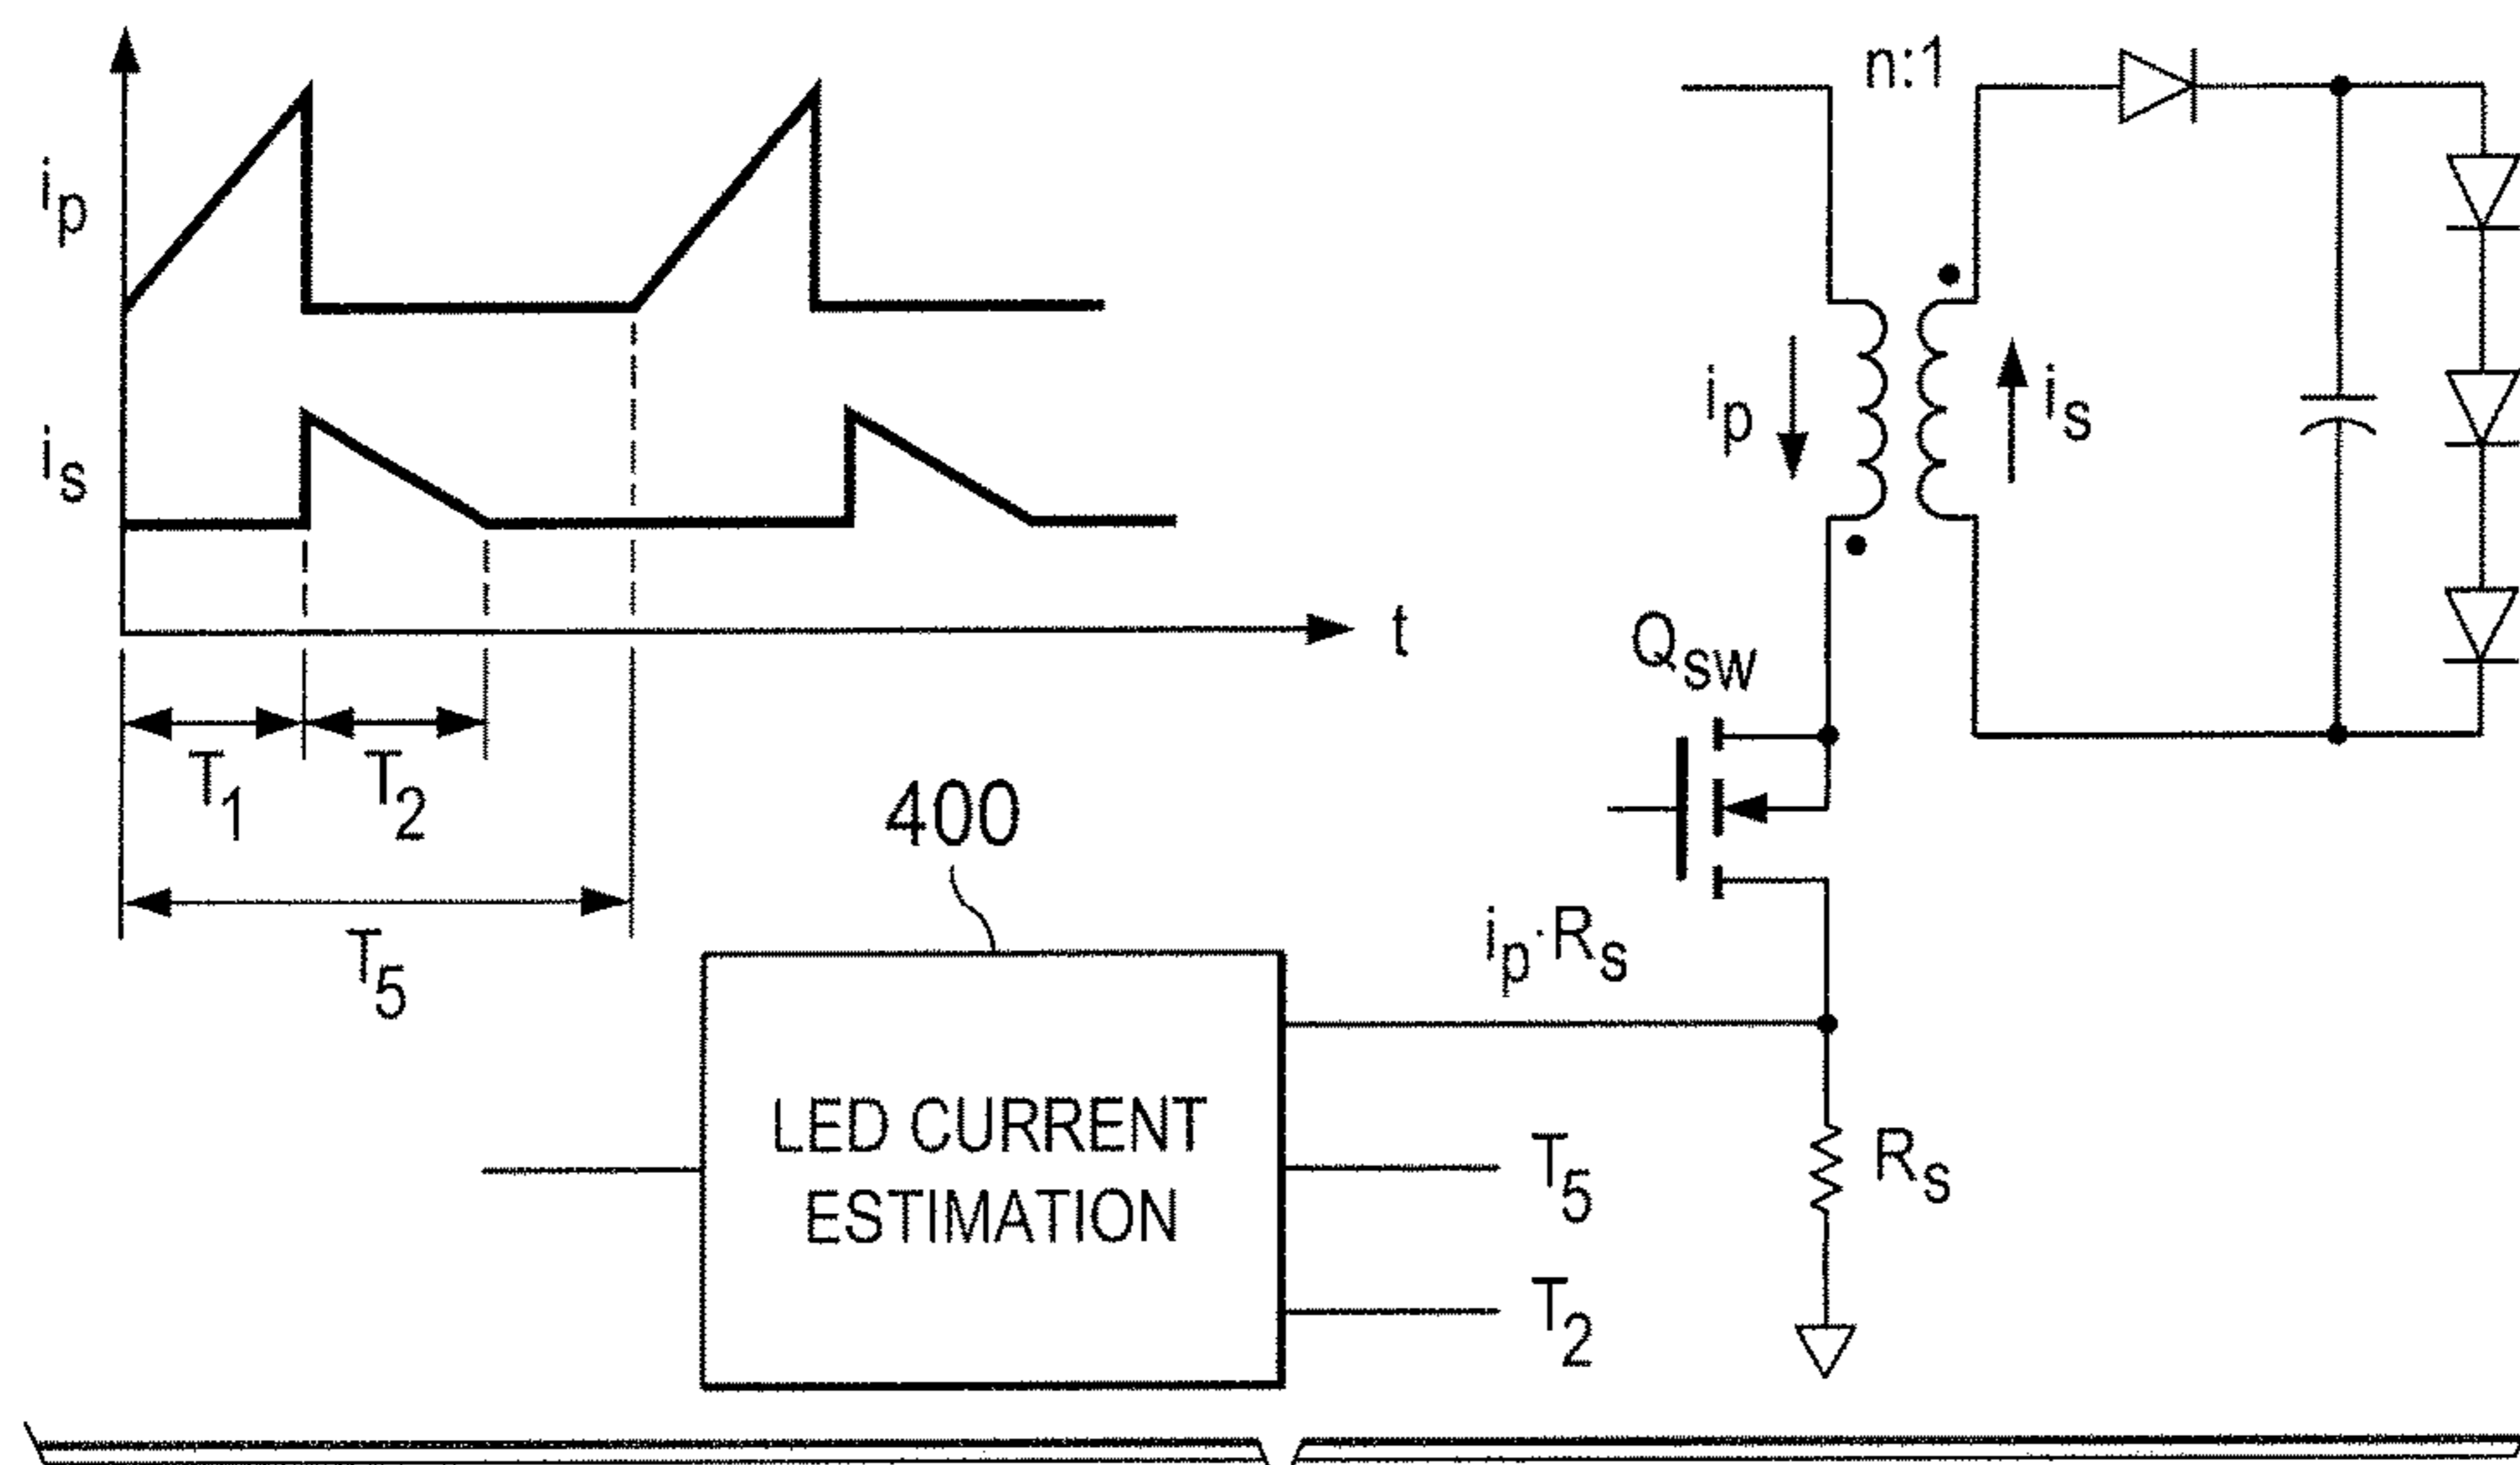 n:1
ip
is
ip
is
t
QSW
T1
T2
400
T5
ip·Rs
LED CURRENT
ESTIMATION
T5
Rs
T2